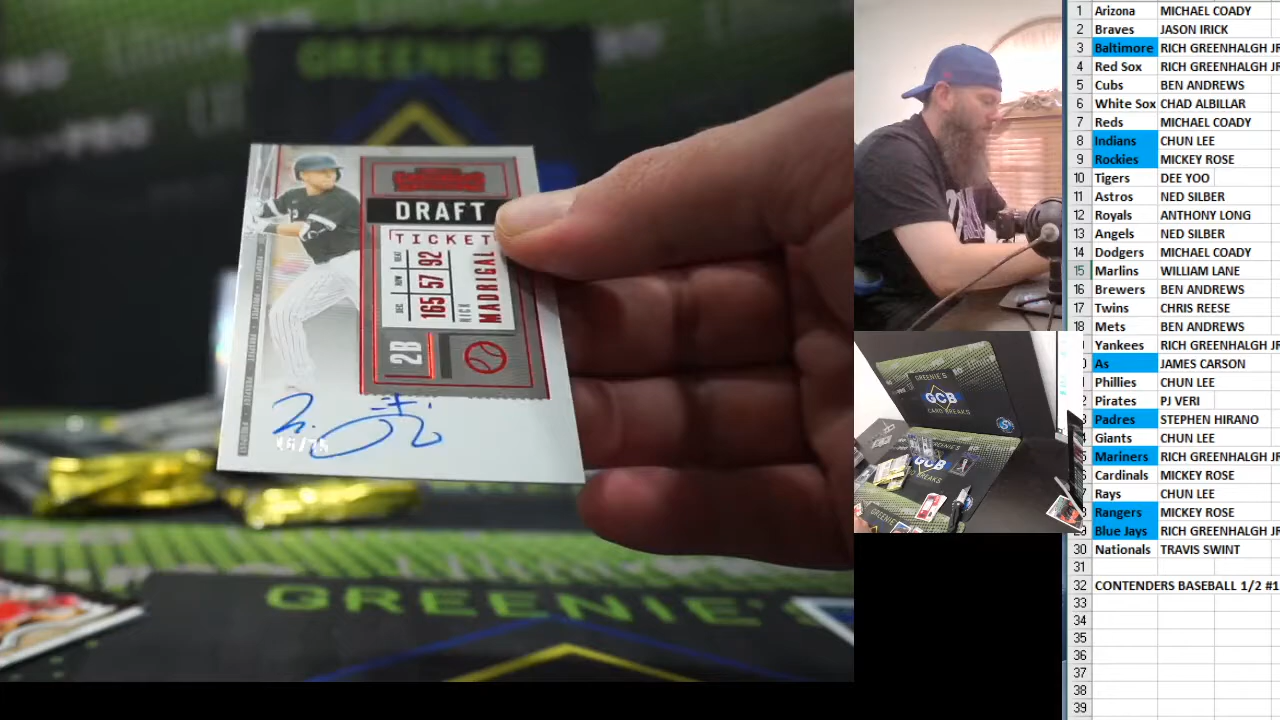 GREENIE'S
DRAFT
TICKET
165 57 92
NICK
MADRIGAL
2B
GREENIE'S
GREENIE'S
GCB
CARD BREAKS
GCB
1 Arizona MICHAEL COADY
2 Braves JASON IRICK
3 Baltimore RICH GREENHALGH JR
4 Red Sox RICH GREENHALGH JR
5 Cubs BEN ANDREWS
6 White Sox CHAD ALBILLAR
7 Reds MICHAEL COADY
8 Indians CHUN LEE
9 Rockies MICKEY ROSE
10 Tigers DEE YOO
11 Astros NED SILBER
12 Royals ANTHONY LONG
13 Angels NED SILBER
14 Dodgers MICHAEL COADY
15 Marlins WILLIAM LANE
16 Brewers BEN ANDREWS
17 Twins CHRIS REESE
18 Mets BEN ANDREWS
Yankees RICH GREENHALGH JR
As JAMES CARSON
Phillies CHUN LEE
Pirates PJ VERI
Padres STEPHEN HIRANO
Giants CHUN LEE
Mariners RICH GREENHALGH JR
Cardinals MICKEY ROSE
Rays CHUN LEE
Rangers MICKEY ROSE
Blue Jays RICH GREENHALGH JR
30 Nationals TRAVIS SWINT
31
32 CONTENDERS BASEBALL 1/2 #1
33
34
35
36
37
38
39